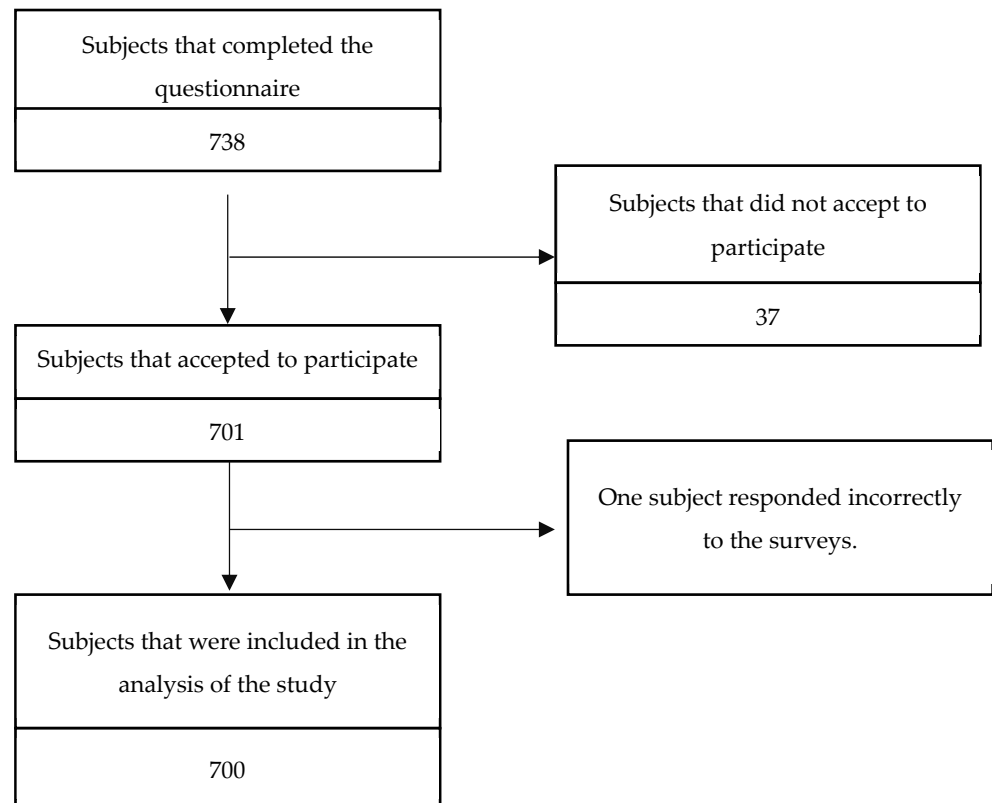 Subjects that completed the
questionnaire
738
Subjects that did not accept to
participate
37
Subjects that accepted to participate
701
One subject responded incorrectly
to the surveys.
Subjects that were included in the
analysis of the study
700